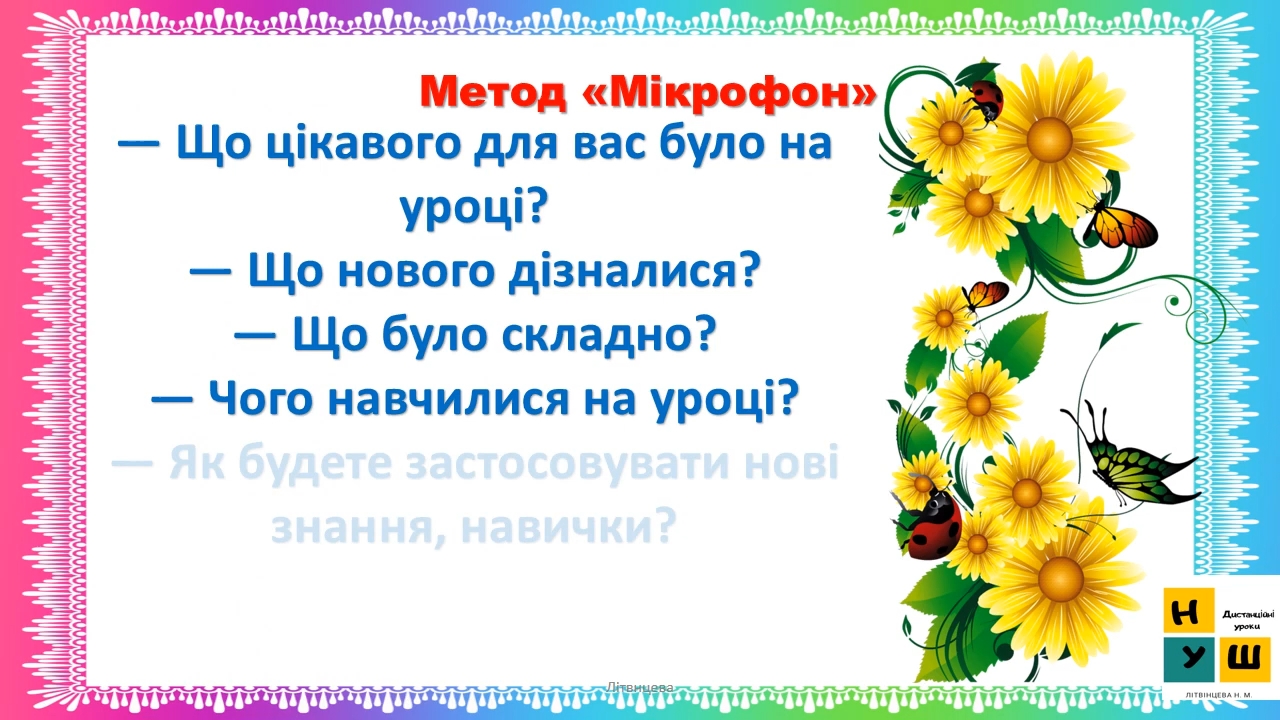 Метод «Мікрофон»
— Що цікавого для вас було на
уроці?
— Що нового дізналися?
— Що було складно?
— Чого навчилися на уроці?
— Як будете застосовувати нові
знання, навички?
Літвнцева
Н
У Ш
Дистанційні
уроки
ЛІТВІНЦЕВА Н. М.